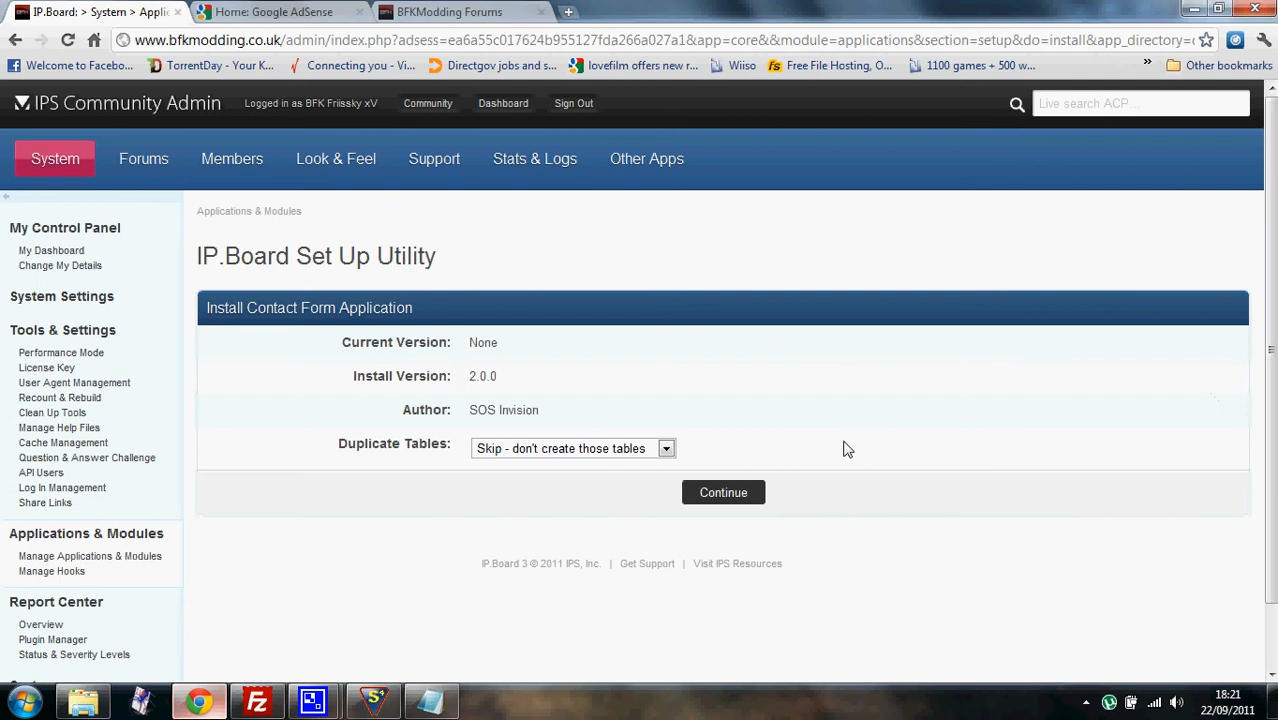 IP.Board: > System > Applic
Home: Google AdSense
BFKModding Forums
www.bfkmodding.co.uk/admin/index.php?adsess=ea6a55c017624b955127fda266a027a1&app=core&&module=applications&section=setup&do=install&app_directory=
Welcome to Facebo...
TorrentDay - Your K...
Connecting you - Vi...
Directgov jobs and s...
lovefilm offers new r...
Wiiso
Free File Hosting, O...
1100 games + 500 w...
»
Other bookmarks
IPS Community Admin
Logged in as BFK Friissky xV
Community
Dashboard
Sign Out
Live search ACP...
System
Forums
Members
Look & Feel
Support
Stats & Logs
Other Apps
My Control Panel
My Dashboard
Change My Details
System Settings
Tools & Settings
Performance Mode
License Key
User Agent Management
Recount & Rebuild
Clean Up Tools
Manage Help Files
Cache Management
Question & Answer Challenge
API Users
Log In Management
Share Links
Applications & Modules
Manage Applications & Modules
Manage Hooks
Report Center
Overview
Plugin Manager
Status & Severity Levels
Applications & Modules
IP.Board Set Up Utility
Install Contact Form Application
Current Version: None
Install Version: 2.0.0
Author: SOS Invision
Duplicate Tables: Skip - don't create those tables
Continue
IP.Board 3 © 2011 IPS, Inc. | Get Support | Visit IPS Resources
18:21
22/09/2011